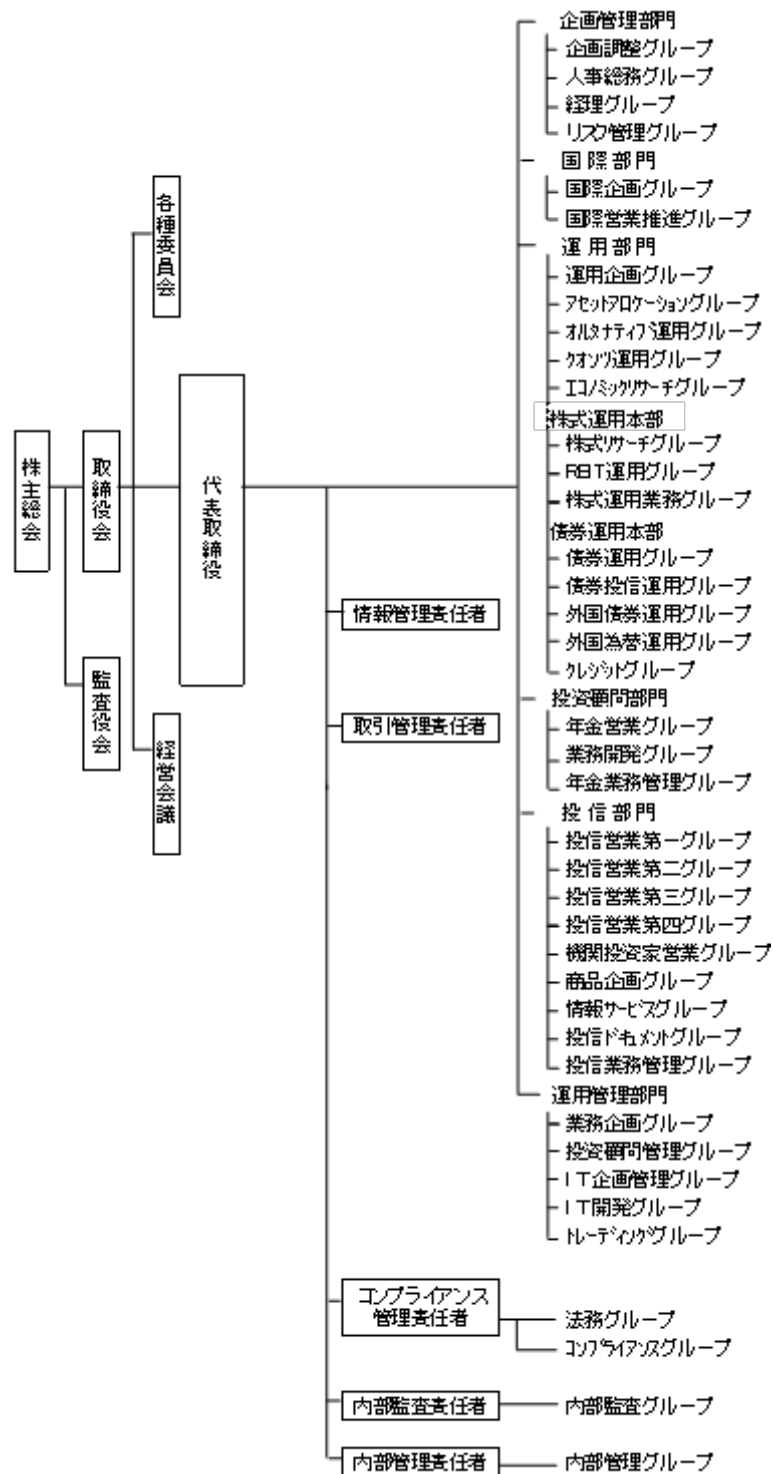 株主総会
取締役会
監査役会
各種委員会
経営会議
代表取締役
情報管理責任者
取引管理責任者
コンプライアンス
管理責任者
内部監査責任者
内部管理責任者
企画管理部門
企画調整グループ
人事総務グループ
経理グループ
リスク管理グループ
国際部門
国際企画グループ
国際営業推進グループ
運用部門
運用企画グループ
アセットアロケーショングループ
オルタナティブ運用グループ
クオンツ運用グループ
エコノミックリサーチグループ
株式運用本部
株式リサーチグループ
REIT運用グループ
株式運用業務グループ
債券運用本部
債券運用グループ
債券投信運用グループ
外国債券運用グループ
外国為替運用グループ
クレジットグループ
投資顧問部門
年金営業グループ
業務開発グループ
年金業務管理グループ
投信部門
投信営業第一グループ
投信営業第二グループ
投信営業第三グループ
投信営業第四グループ
機関投資家営業グループ
商品企画グループ
情報サービスグループ
投信ドキュメントグループ
投信業務管理グループ
運用管理部門
業務企画グループ
投資顧問管理グループ
IT企画管理グループ
IT開発グループ
トレーディンググループ
法務グループ
コンプライアンスグループ
内部監査グループ
内部管理グループ